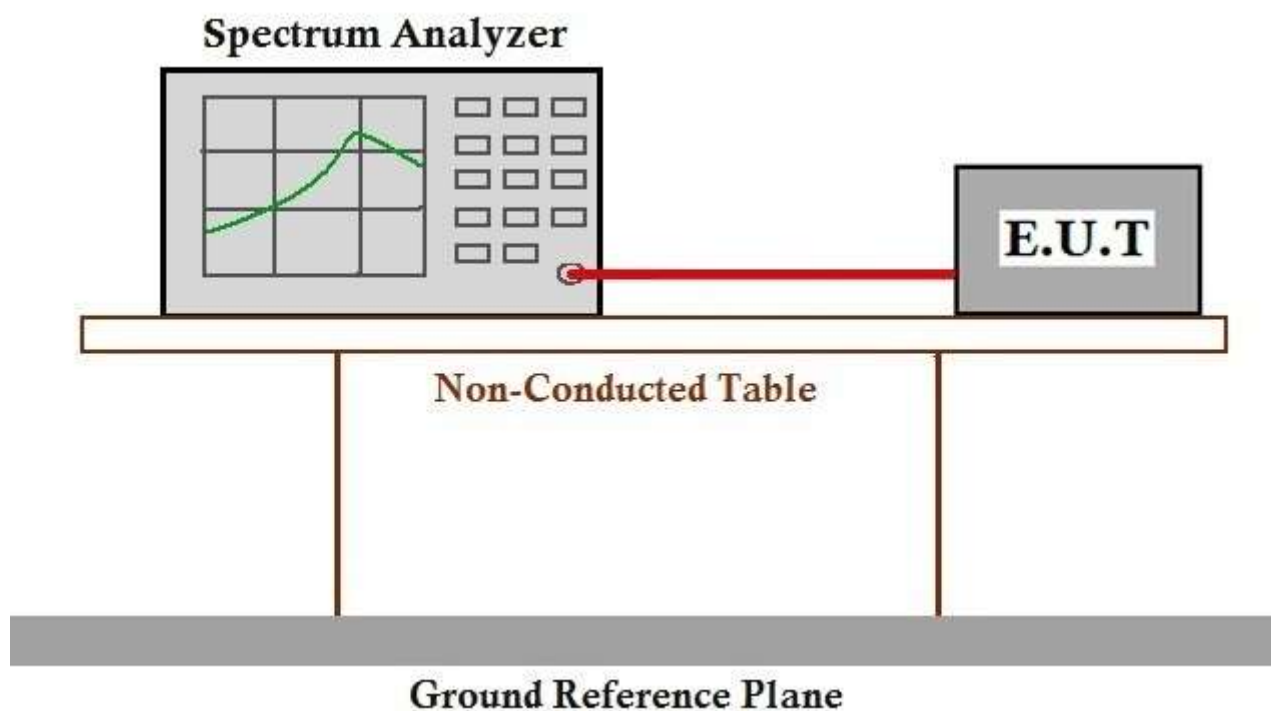 Spectrum Analyzer
E.U.T
Non-Conducted Table
Ground Reference Plane